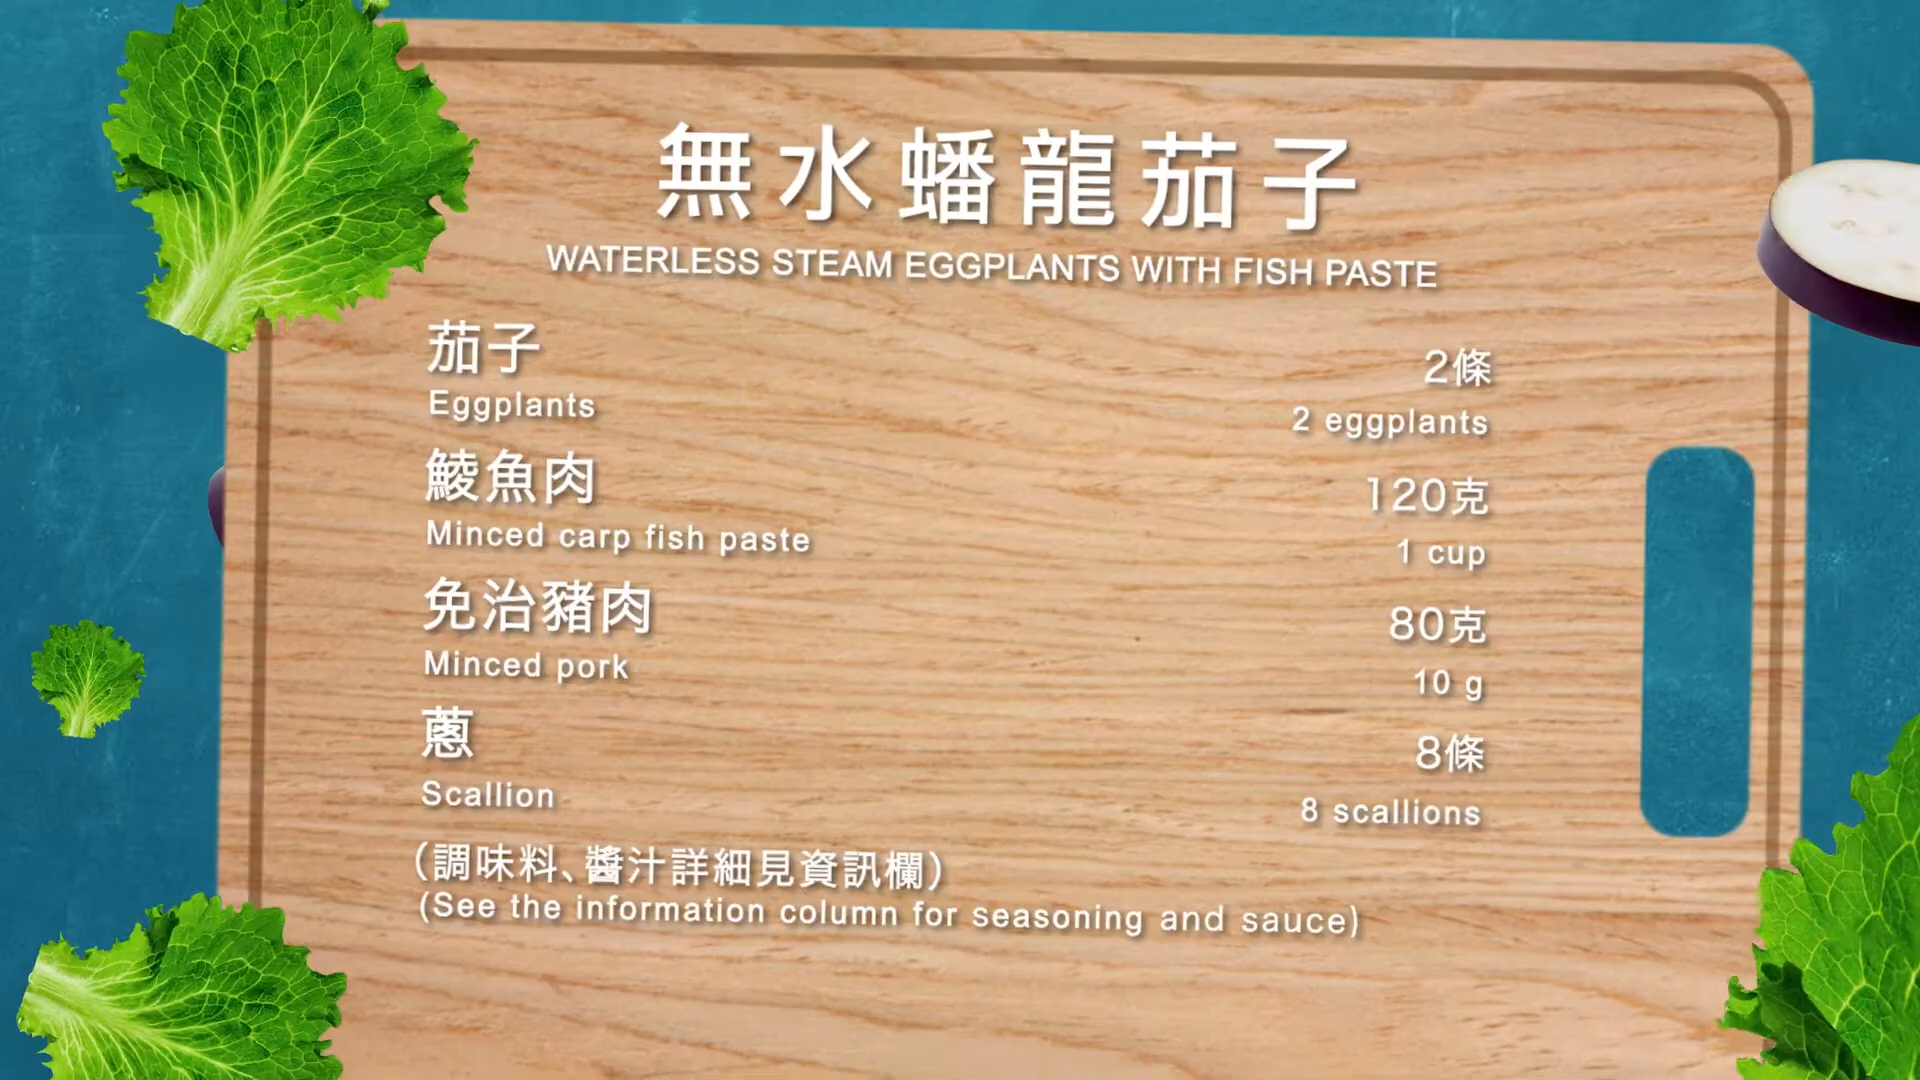 無水蟠龍茄子
WATERLESS STEAM EGGPLANTS WITH FISH PASTE
茄子 2條
Eggplants 2 eggplants
鯪魚肉 120克
Minced carp fish paste 1 cup
免治豬肉 80克
Minced pork 10 g
蔥 8條
Scallion 8 scallions
(調味料、醬汁詳細見資訊欄)
(See the information column for seasoning and sauce)